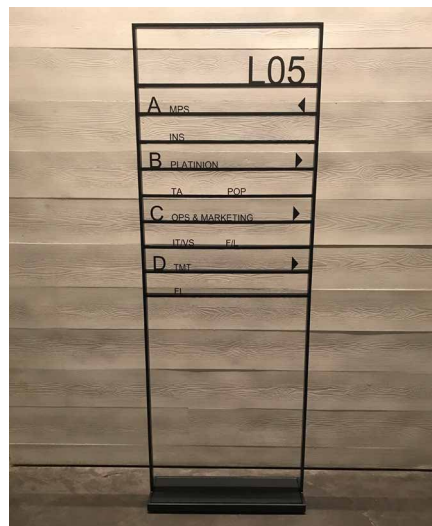 L05
A MPS ◀
INS
B PLATINION ▶
TA POP
C OPS & MARKETING ▶
IT/VS F/L
D TMT ▶
FI